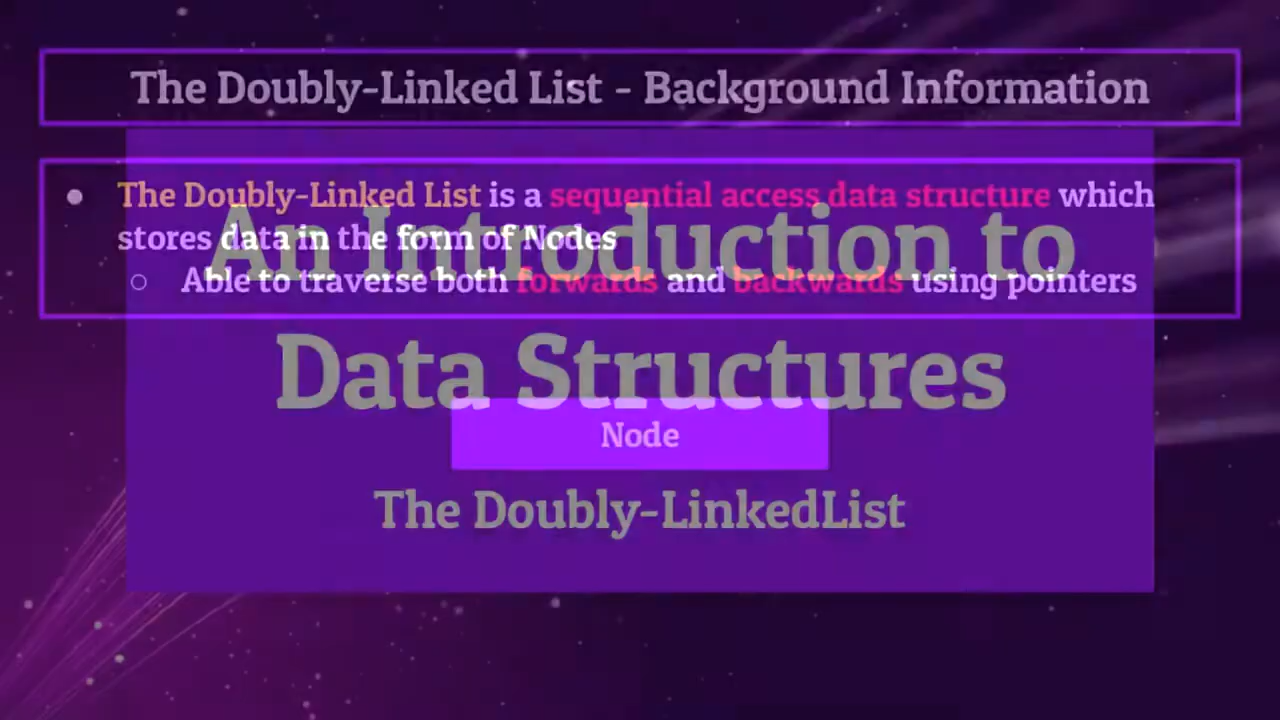 The Doubly-Linked List - Background Information
The Doubly-Linked List is a sequential access data structure which
stores data in the form of Nodes
Able to traverse both forwards and backwards using pointers
An Introduction to
Data Structures
Node
The Doubly-LinkedList